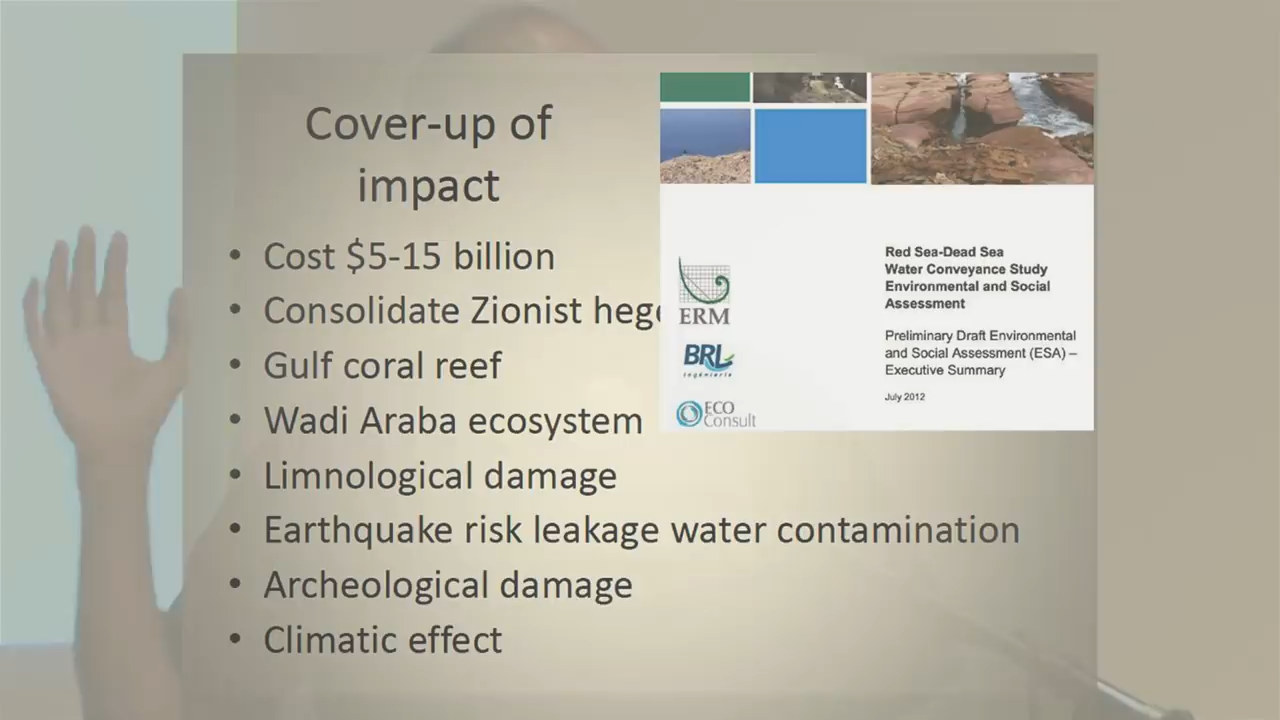 Cover-up of
impact
• Cost $5-15 billion
• Consolidate Zionist
• Gulf coral reef
• Wadi Araba ecosystem
• Limnological damage
• Earthquake risk leakage water contamination
• Archeological damage
• Climatic effect
ERM
BRL
ingénierie
ECO
Consult
Red Sea-Dead Sea
Water Conveyance Study
Environmental and Social
Assessment
Preliminary Draft Environmental
and Social Assessment (ESA) –
Executive Summary
July 2012